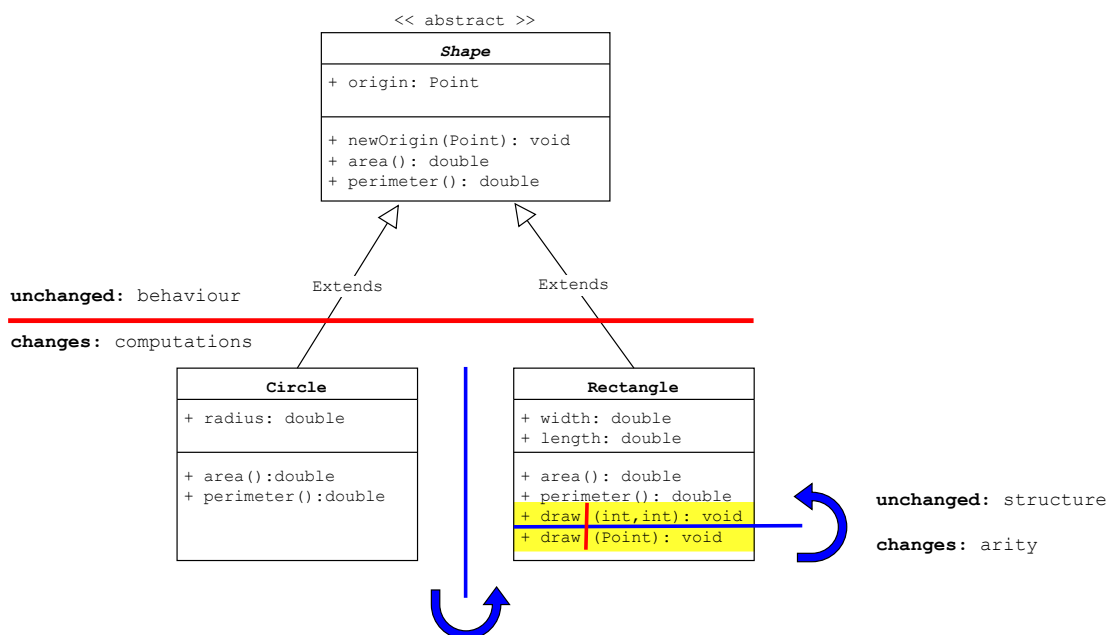 << abstract >>
Shape
+ origin: Point
+ newOrigin(Point): void
+ area(): double
+ perimeter(): double
Extends
Extends
unchanged: behaviour
changes: computations
Circle
+ radius: double
+ area():double
+ perimeter():double
Rectangle
+ width: double
+ length: double
+ area(): double
+ perimeter(): double
+ draw (int,int): void
+ draw (Point): void
unchanged: structure
changes: arity